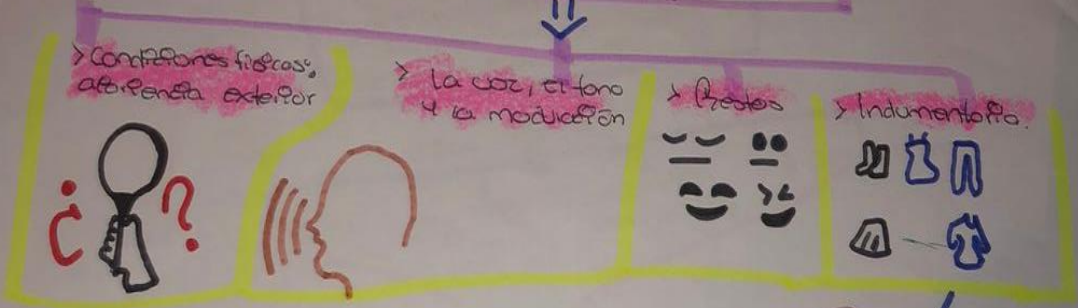 > Condiciones físicas,
apariencia exterior
> La voz, el tono
y la modulación
> Gestos
> Indumentaria.
¿ ?